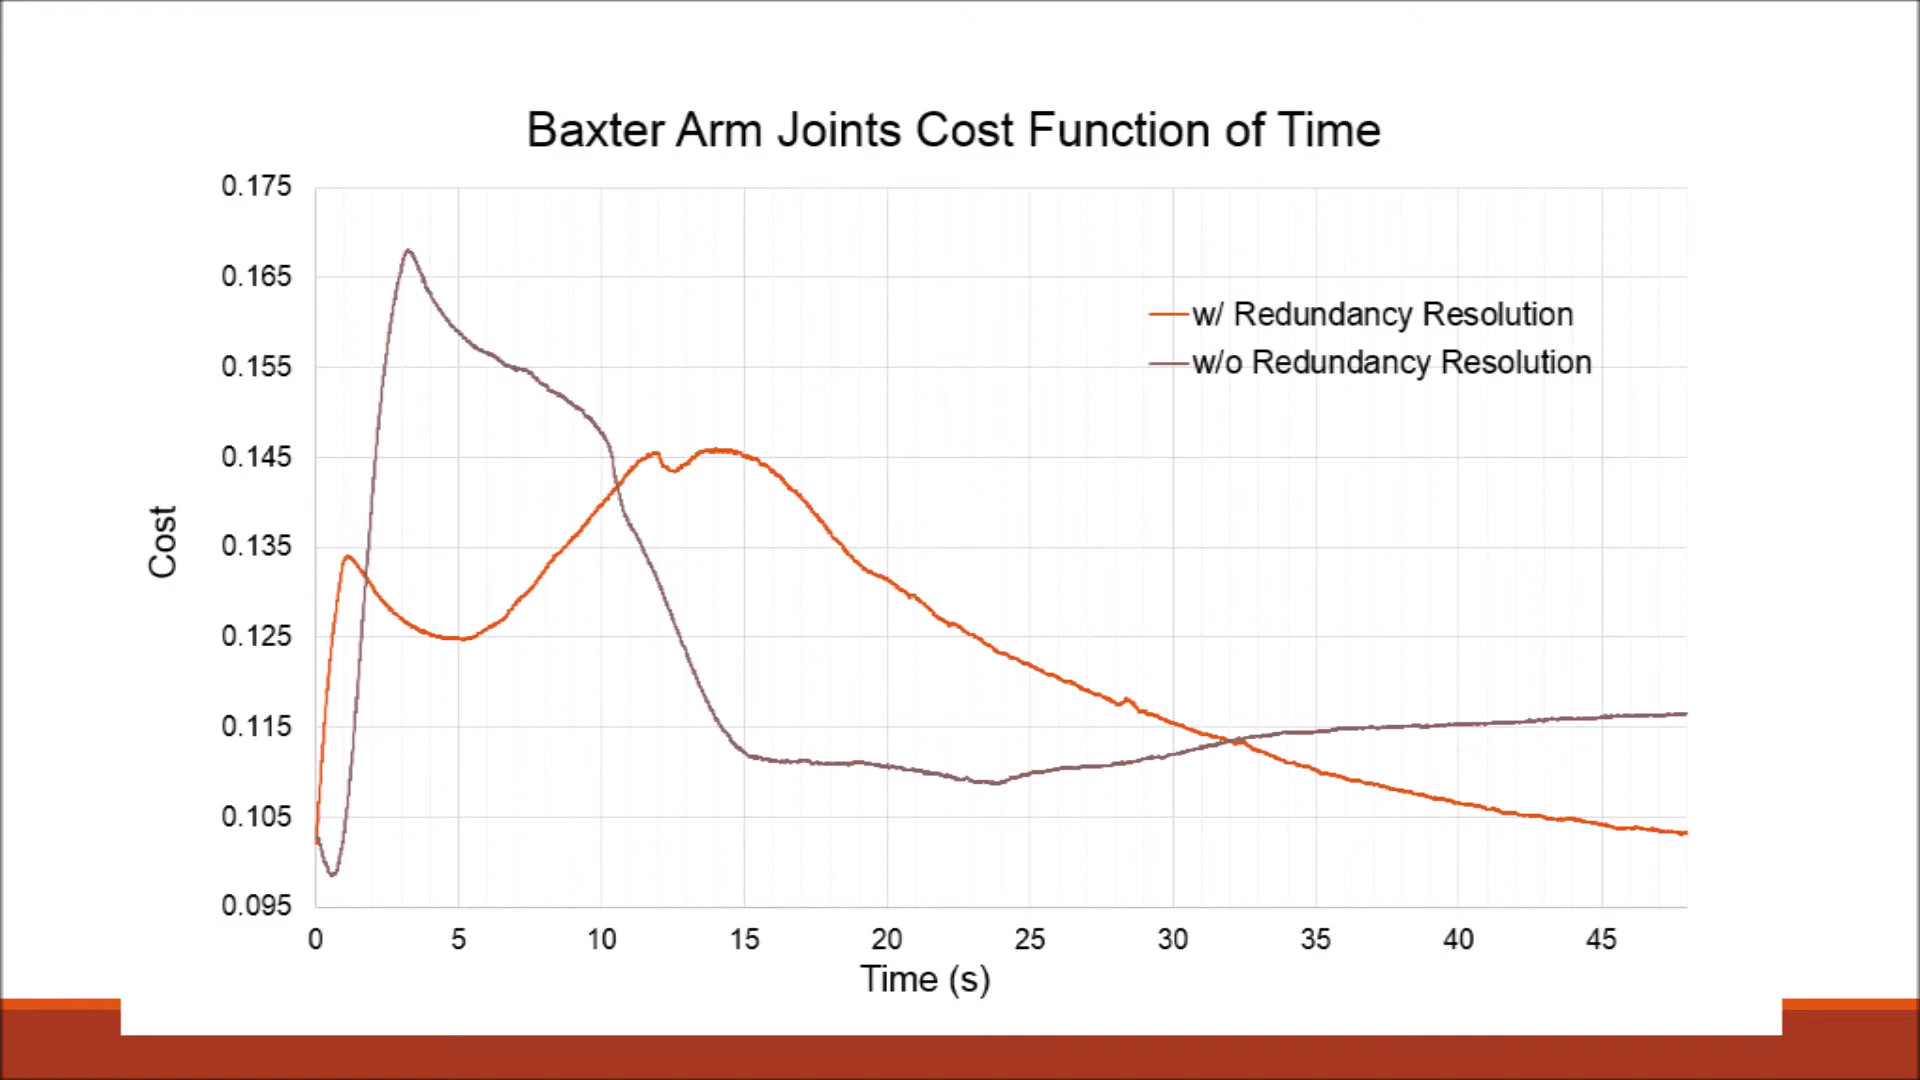 Baxter Arm Joints Cost Function of Time
0.175
0.165
0.155
0.145
0.135
0.125
0.115
0.105
0.095
Cost
w/ Redundancy Resolution
w/o Redundancy Resolution
0 5 10 15 20 25 30 35 40 45
Time (s)